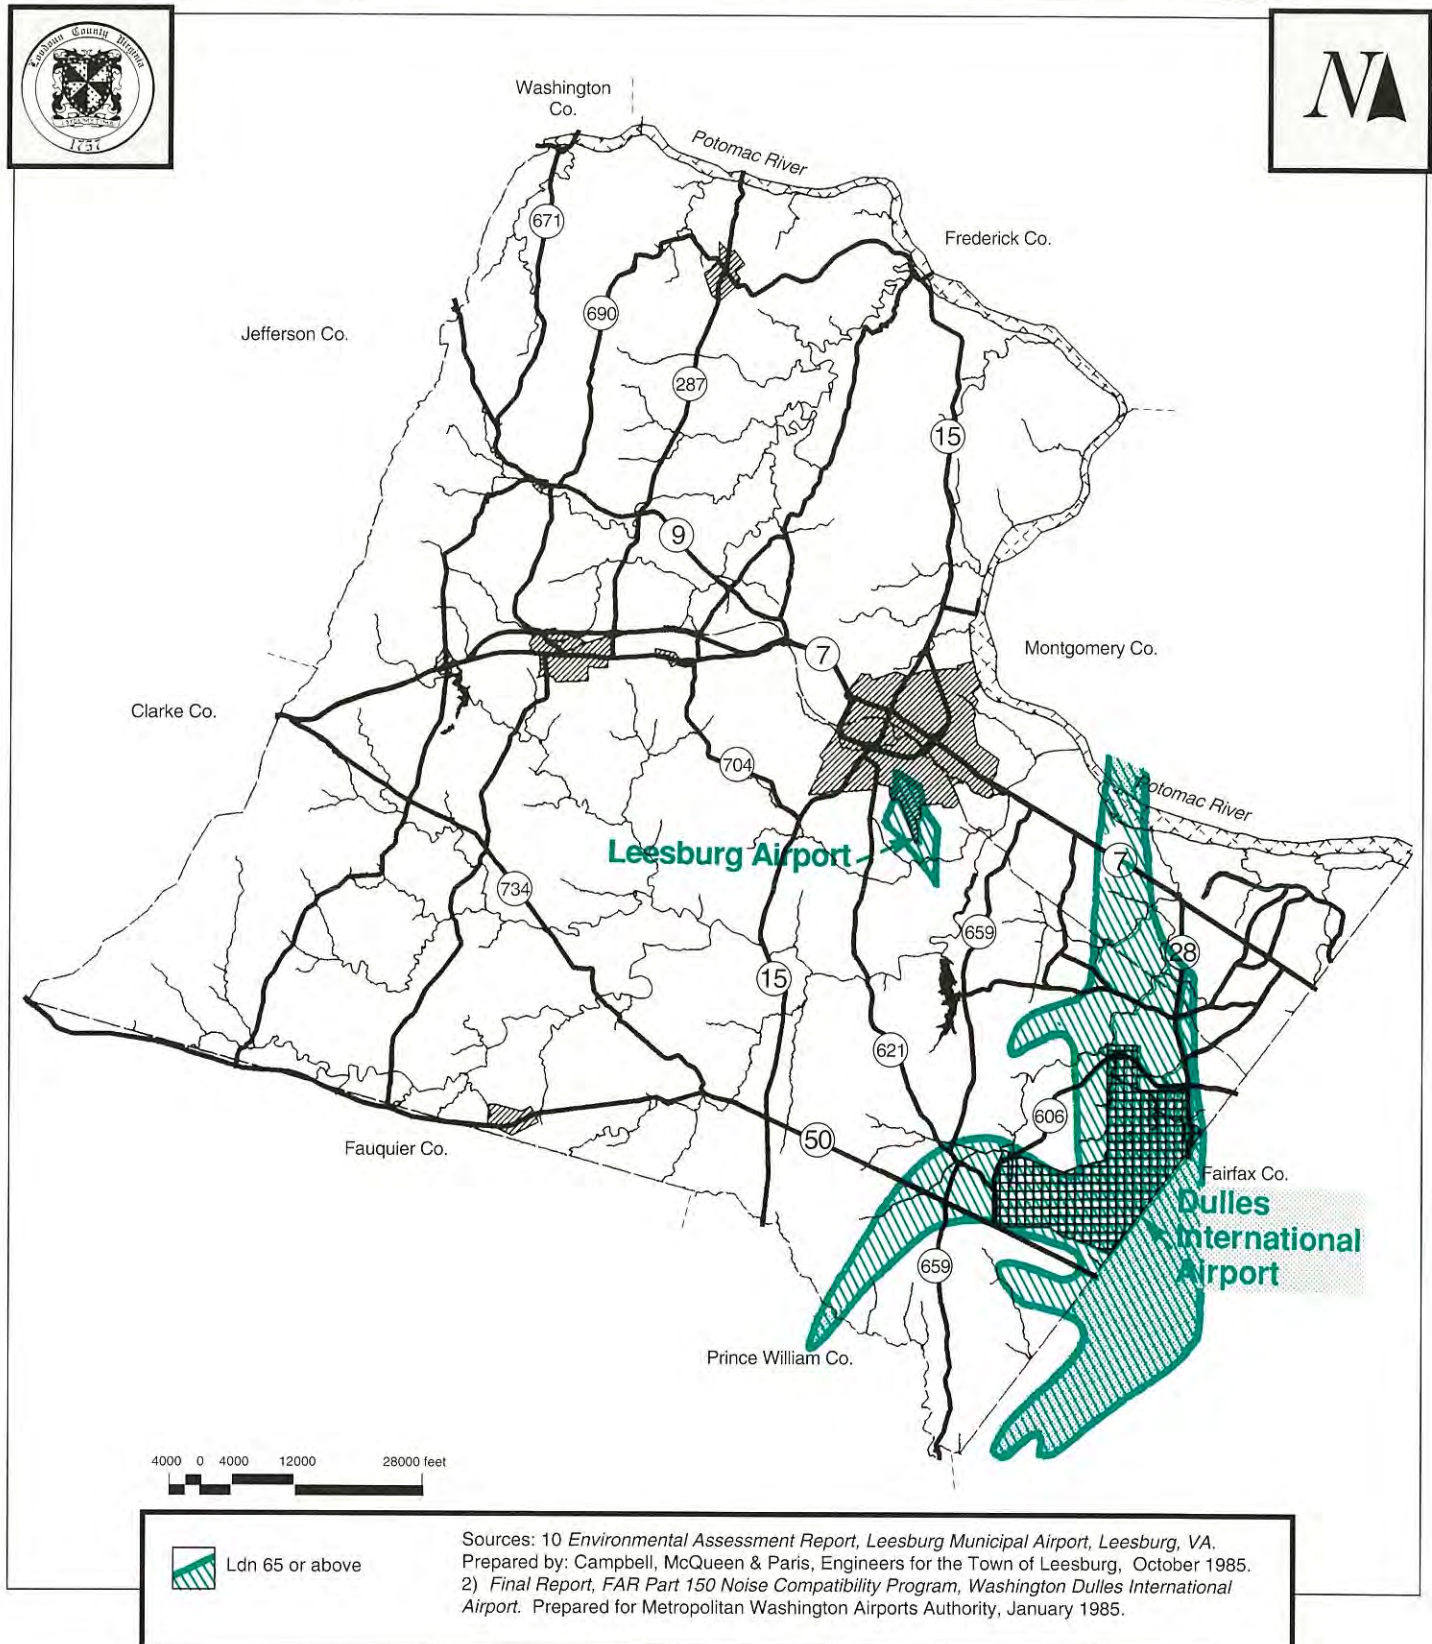 Loudoun County Virginia
1757
N
Washington
Co.
Potomac River
671
Frederick Co.
690
Jefferson Co.
287
15
9
Montgomery Co.
7
Clarke Co.
704
Potomac River
Leesburg Airport
7
734
659
28
15
621
606
50
Fauquier Co.
Fairfax Co.
Dulles
International
Airport
659
Prince William Co.
4000 0 4000 12000 28000 feet
Ldn 65 or above
Sources: 10 Environmental Assessment Report, Leesburg Municipal Airport, Leesburg, VA.
Prepared by: Campbell, McQueen & Paris, Engineers for the Town of Leesburg, October 1985.
2) Final Report, FAR Part 150 Noise Compatibility Program, Washington Dulles International
Airport. Prepared for Metropolitan Washington Airports Authority, January 1985.